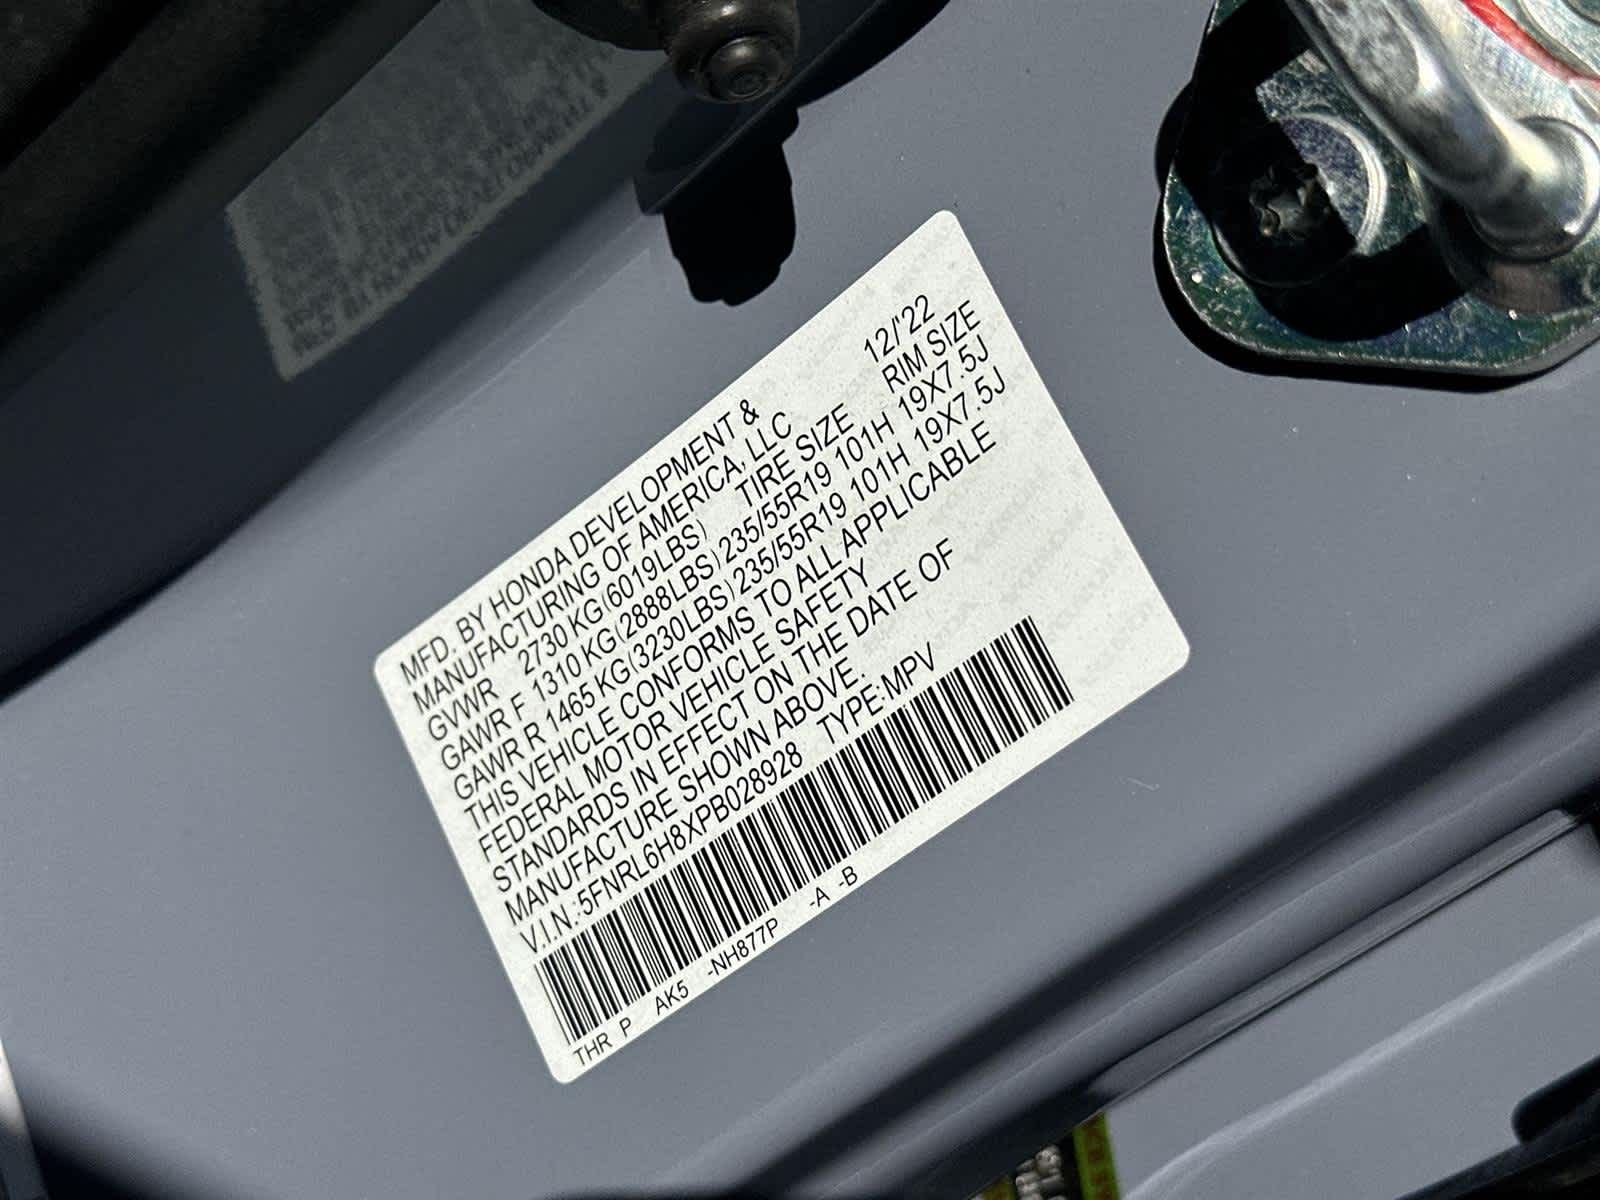 12/'22
MFD. BY HONDA DEVELOPMENT &
MANUFACTURING OF AMERICA, LLC
GVWR 2730 KG(6019LBS) TIRE SIZE RIM SIZE
GAWR F 1310 KG(2888LBS) 235/55R19 101H 19X7.5J
GAWR R 1465 KG(3230LBS) 235/55R19 101H 19X7.5J
THIS VEHICLE CONFORMS TO ALL APPLICABLE
FEDERAL MOTOR VEHICLE SAFETY
STANDARDS IN EFFECT ON THE DATE OF
MANUFACTURE SHOWN ABOVE.
V.I.N.:5FNRL6H8XPB028928 TYPE:MPV
THR P AK5 -NH877P -A -B